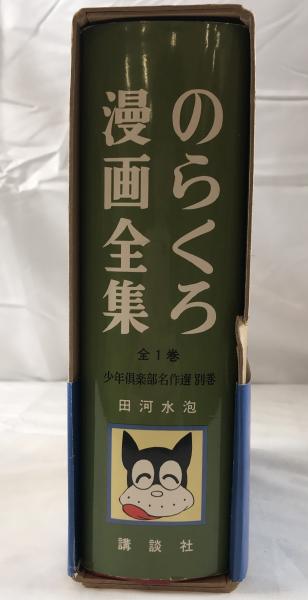 のらくろ
漫画全集
全1巻
少年倶楽部名作選 別巻
田河水泡
講談社